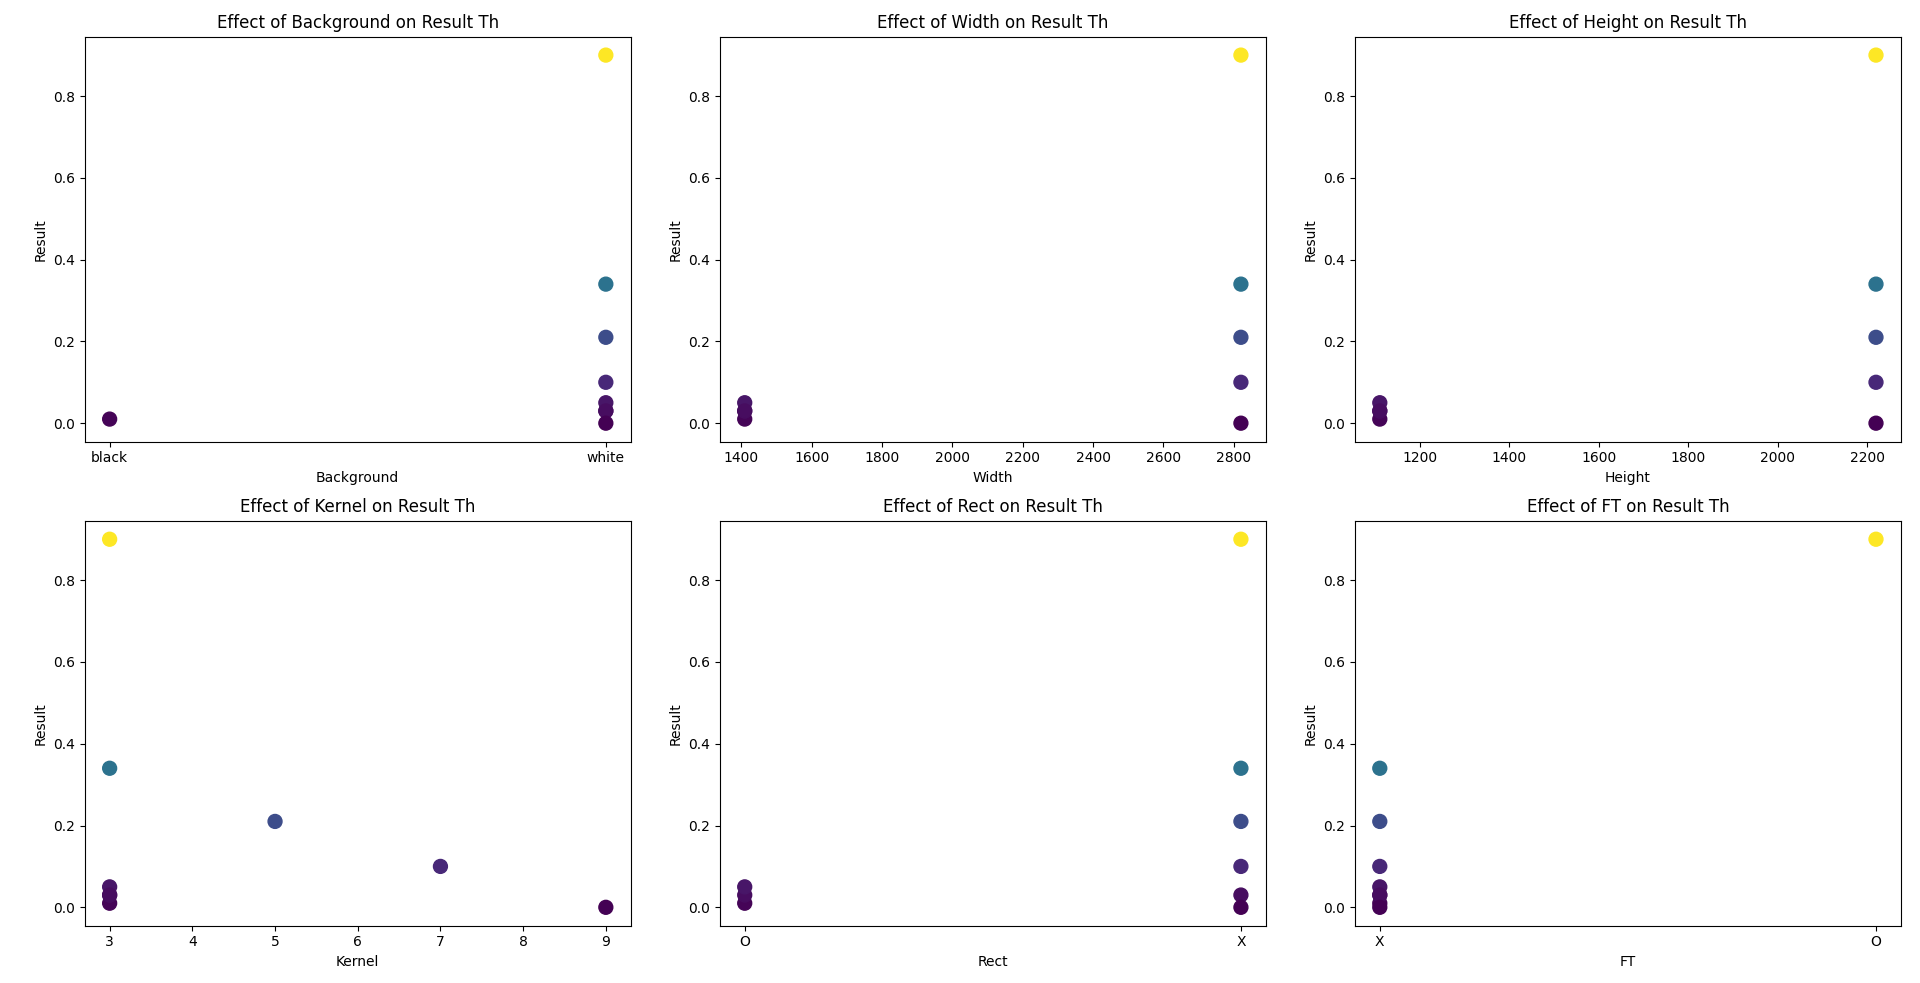 Effect of Background on Result Th
0.8
0.6
0.4
0.2
0.0
Result
black white
Background
Effect of Width on Result Th
0.8
0.6
0.4
0.2
0.0
Result
1400 1600 1800 2000 2200 2400 2600 2800
Width
Effect of Height on Result Th
0.8
0.6
0.4
0.2
0.0
Result
1200 1400 1600 1800 2000 2200
Height
Effect of Kernel on Result Th
0.8
0.6
0.4
0.2
0.0
Result
3 4 5 6 7 8 9
Kernel
Effect of Rect on Result Th
0.8
0.6
0.4
0.2
0.0
Result
O X
Rect
Effect of FT on Result Th
0.8
0.6
0.4
0.2
0.0
Result
X O
FT